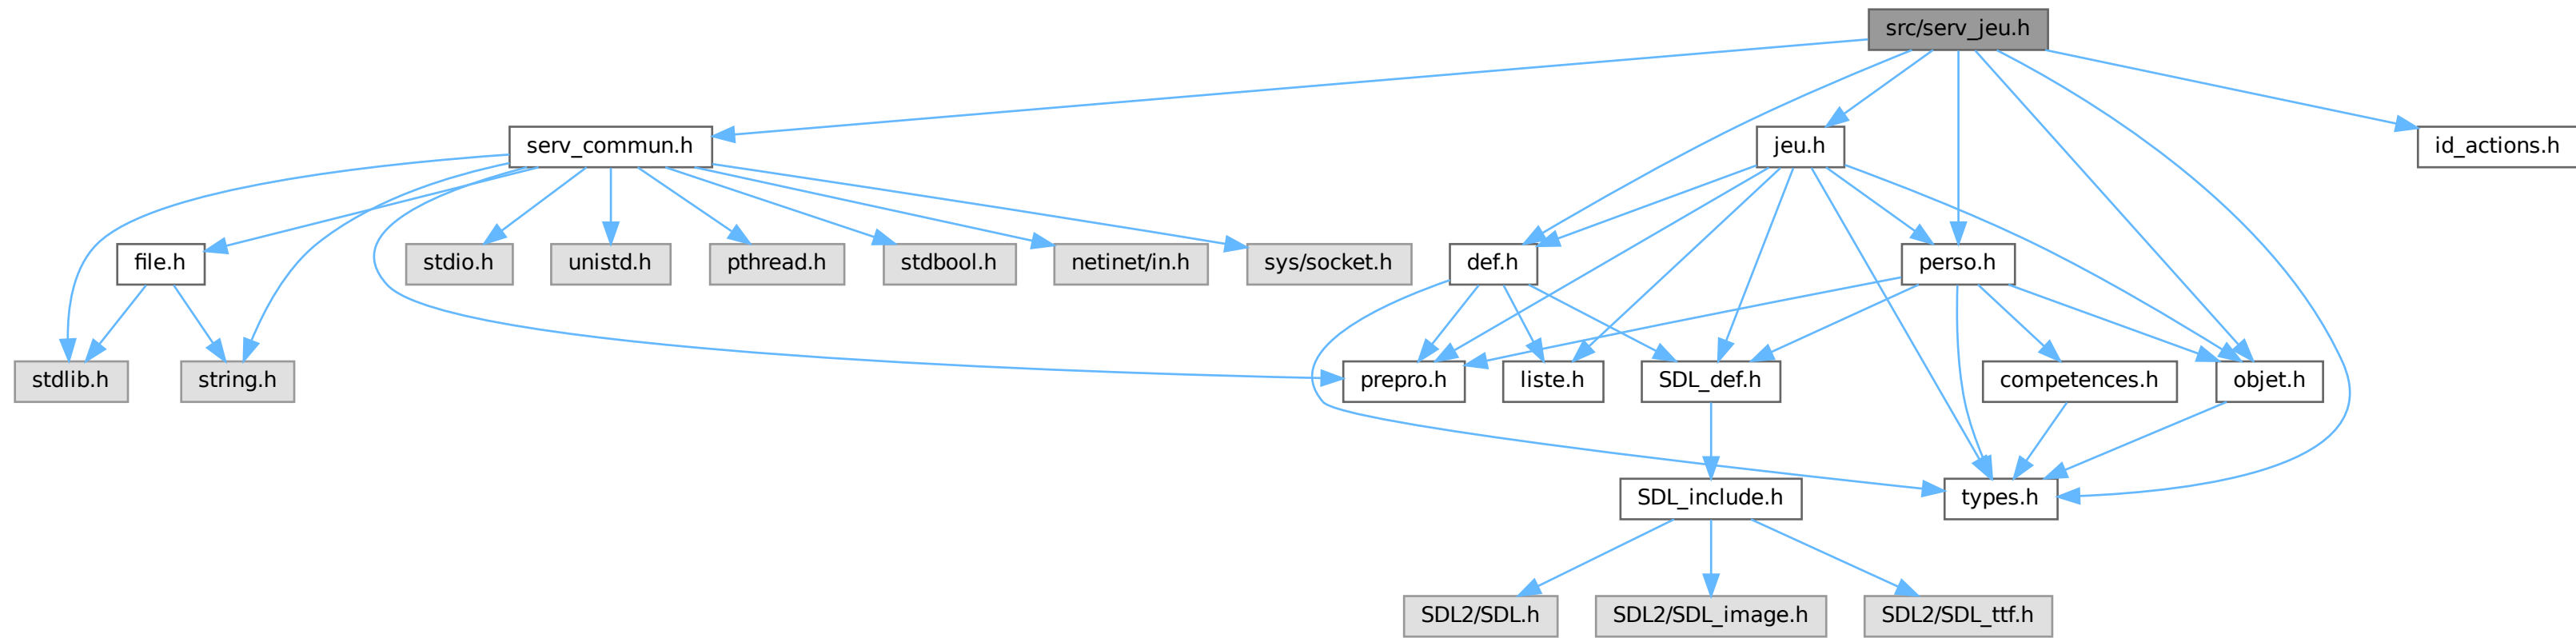 src/serv_jeu.h
serv_commun.h
jeu.h
id_actions.h
file.h
stdio.h
unistd.h
pthread.h
stdbool.h
netinet/in.h
sys/socket.h
def.h
perso.h
stdlib.h
string.h
prepro.h
liste.h
SDL_def.h
competences.h
objet.h
SDL_include.h
types.h
SDL2/SDL.h
SDL2/SDL_image.h
SDL2/SDL_ttf.h